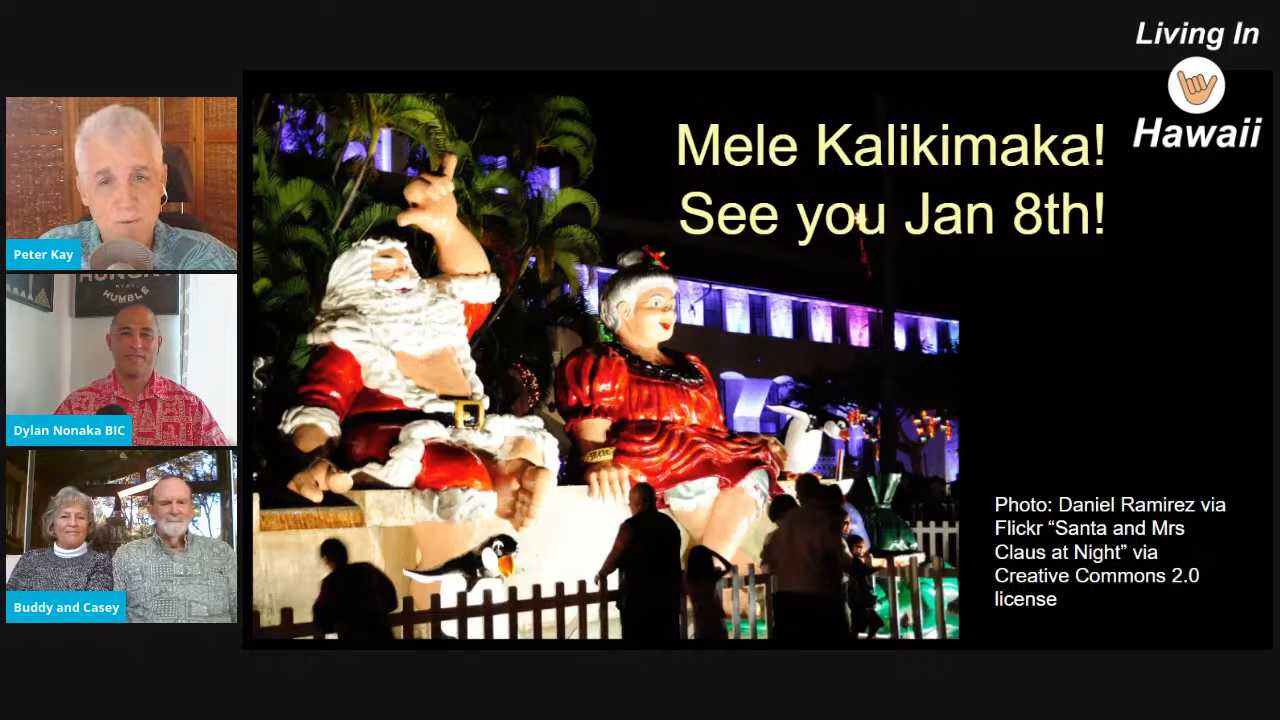 Living In
Hawaii
Mele Kalikimaka!
See you Jan 8th!
Peter Kay
HUMBLE
Dylan Nonaka BIC
Buddy and Casey
Photo: Daniel Ramirez via
Flickr “Santa and Mrs
Claus at Night” via
Creative Commons 2.0
license